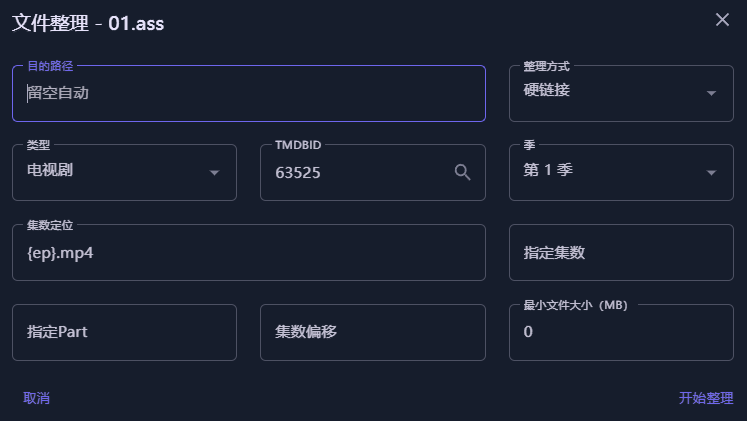 文件整理 - 01.ass
目的路径
留空自动
整理方式
硬链接
类型
电视剧
TMDBID
63525
季
第 1 季
集数定位
{ep}.mp4
指定集数
指定Part
集数偏移
最小文件大小（MB）
0
取消
开始整理